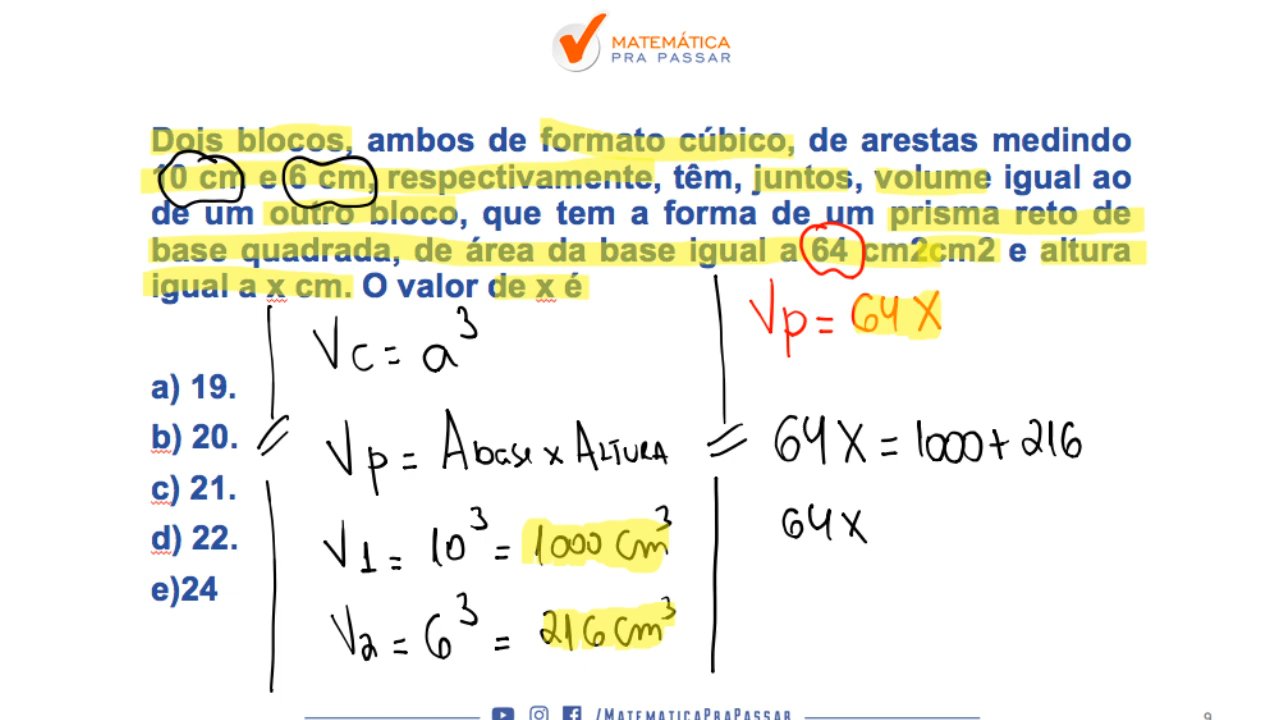 MATEMÁTICA
PRA PASSAR
Dois blocos, ambos de formato cúbico, de arestas medindo
10 cm e 6 cm, respectivamente, têm, juntos, volume igual ao
de um outro bloco, que tem a forma de um prisma reto de
base quadrada, de área da base igual a 64 cm2cm2 e altura
igual a x cm. O valor de x é
a) 19.
b) 20.
c) 21.
d) 22.
e)24
Vc = a³
Vp = Abase x ALTURA
V1 = 10³ = 1000 cm³
V2 = 6³ = 216 cm³
Vp = 64X
64X = 1000 + 216
64X
/MATEMATICAPRAPASSAR
9